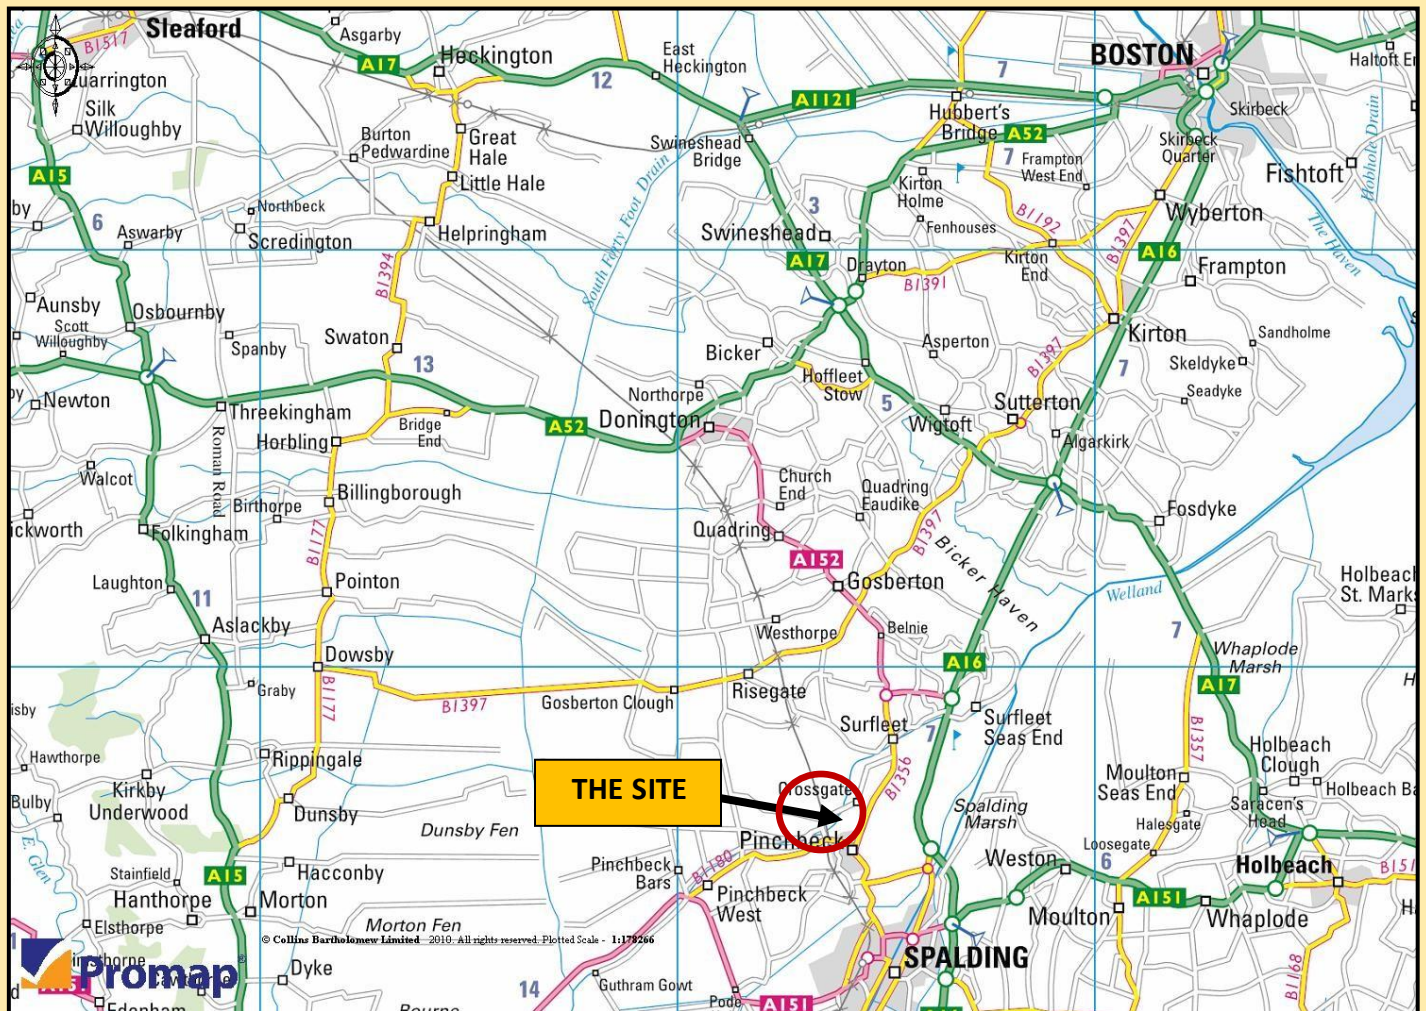 Sleaford
B1517
Asgarby
A17
Heckington
East
Heckington
12
7
BOSTON
Haltoft
Quarrington
Silk
Willoughby
A1121
Hubbert's
Bridge
A52
Skirbeck
Burton
Pedwardine
Great
Hale
Swineshead
Bridge
7
Frampton
West End
Skirbeck
Quarter
Fishtoft
Hobhole Drain
A15
Little Hale
South Forty Foot Drain
Kirton
Holme
by
6
Northbeck
3
B1192
Wyberton
The Haven
Aswarby
Scredington
Helpringham
Swineshead
Fenhouses
A17
Drayton
Kirton
End
B1397
A16
Frampton
B1394
B1391
Aunsby
Scott
Willoughby
Osbournby
Spanby
Swaton
Bicker
Asperton
Kirton
Sandholme
Skeldyke
Seadyke
13
Hoffleet
Stow
B1397
7
Northorpe
Newton
Threekingham
Bridge
End
A52
Donington
5
Wigtoft
Sutterton
Algarkirk
Horbling
Roman Road
Walcot
Billingborough
Church
End
Quadring
Eaudike
Birthorpe
ickworth
Folkingham
Quadring
B1397
Fosdyke
B1177
A152
Bicker Haven
Laughton
Pointon
Gosberton
Welland
Holbeach
St. Marks
11
Aslackby
Westhorpe
Belnie
7
Whaplode
Marsh
Dowsby
A16
Graby
B1177
B1397
Gosberton Clough
Risegate
A17
isby
Surfleet
7
Surfleet
Seas End
B1357
Hawthorpe
Rippingale
Holbeach
Clough
Kirkby
Underwood
THE SITE
Crossgate
B1356
Moulton
Seas End
Holbeach
Bulby
Dunsby
Spalding
Marsh
Saracen's
Head
Halesgate
E. Glen
Dunsby Fen
Pinchbeck
Loosegate
Stainfield
A15
Hacconby
Pinchbeck
Bars
B1180
Weston
6
Holbeach
Hanthorpe
Morton
Pinchbeck
West
A151
Moulton
Whaplode
Elsthorpe
Morton Fen
© Collins Bartholomew Limited 2010. All rights reserved. Plotted Scale - 1:178266
SPALDING
Promap
Dyke
14
Guthram Gowt
Pode
A151
B1168
Edenham
Bourne